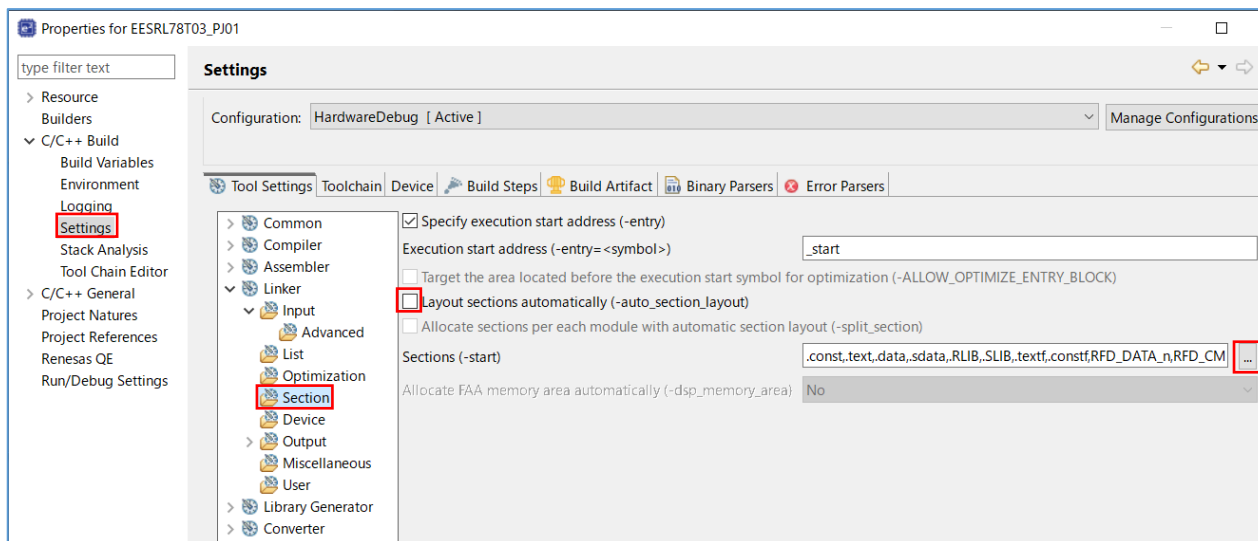 Properties for EESRL78T03_PJ01
type filter text
Resource
Builders
C/C++ Build
Build Variables
Environment
Logging
Settings
Stack Analysis
Tool Chain Editor
C/C++ General
Project Natures
Project References
Renesas QE
Run/Debug Settings
Settings
Configuration: HardwareDebug [ Active ] Manage Configurations
Tool Settings Toolchain Device Build Steps Build Artifact Binary Parsers Error Parsers
Common
Compiler
Assembler
Linker
Input
Advanced
List
Optimization
Section
Device
Output
Miscellaneous
User
Library Generator
Converter
Specify execution start address (-entry)
Execution start address (-entry=<symbol>) _start
Target the area located before the execution start symbol for optimization (-ALLOW_OPTIMIZE_ENTRY_BLOCK)
Layout sections automatically (-auto_section_layout)
Allocate sections per each module with automatic section layout (-split_section)
Sections (-start) .const,.text,.data,.sdata,.RLIB,.SLIB,.textf,.constf,RFD_DATA_n,RFD_CM ...
Allocate FAA memory area automatically (-dsp_memory_area) No